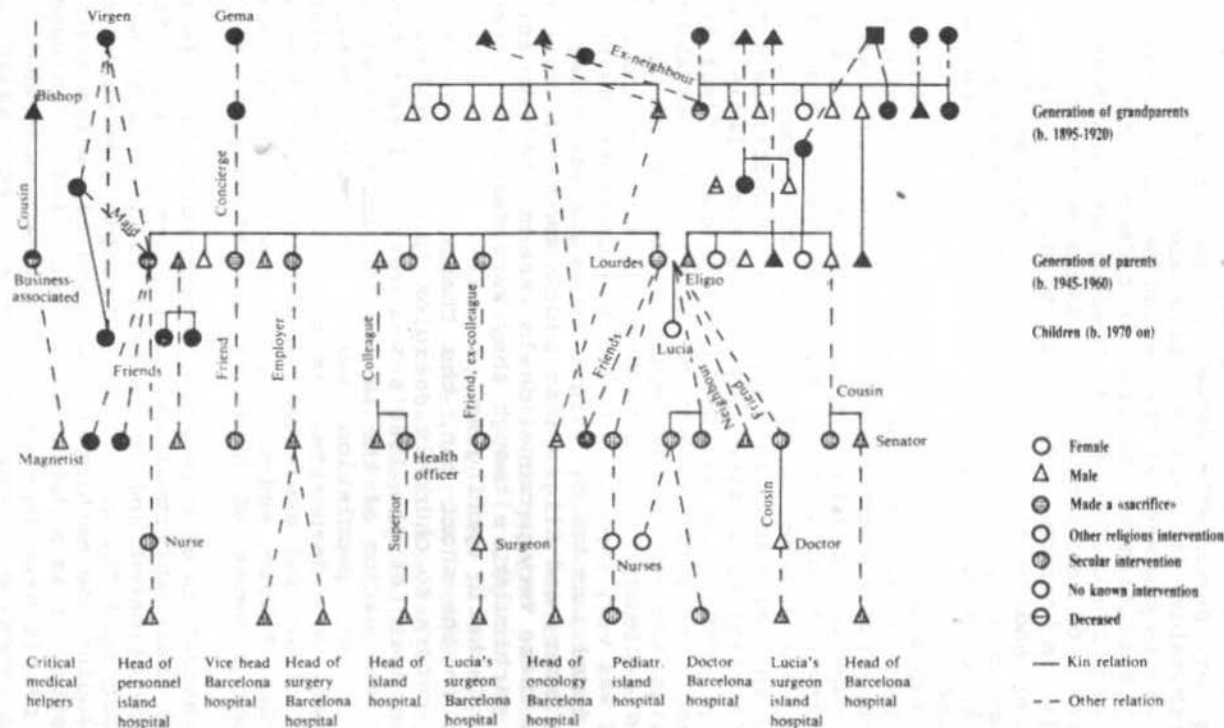 Virgen
Gema
Ex-neighbour
Bishop
Generation of grandparents
(b. 1895-1920)
Cousin
Maid
Concierge
Business-
associated
Lourdes
Eligio
Generation of parents
(b. 1945-1960)
Lucia
Children (b. 1970 on)
Friends
Friend
Employer
Colleague
Friend, ex-colleague
Friends
Neighbour
Friend
Cousin
Magnetist
Health
officer
Senator
Nurse
Superior
Surgeon
Nurses
Cousin
Doctor
Female
Male
Made a «sacrifice»
Other religious intervention
Secular intervention
No known intervention
Deceased
Kin relation
Other relation
Critical
medical
helpers
Head of
personnel
island
hospital
Vice head
Barcelona
hospital
Head of
surgery
Barcelona
hospital
Head of
island
hospital
Lucia's
surgeon
Barcelona
hospital
Head of
oncology
Barcelona
hospital
Pediatr.
island
hospital
Doctor
Barcelona
hospital
Lucia's
surgeon
island
hospital
Head of
Barcelona
hospital